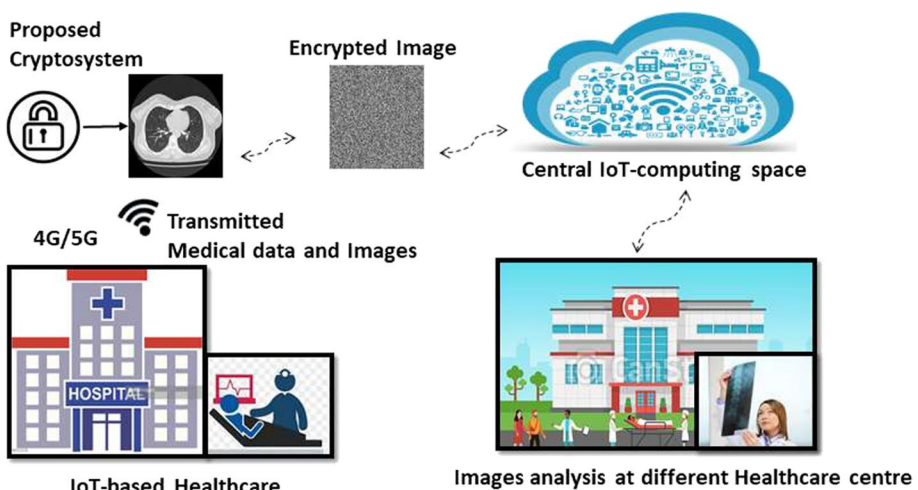 Proposed
Cryptosystem
Encrypted Image
Central IoT-computing space
4G/5G
Transmitted
Medical data and Images
HOSPITAL
IoT-based Healthcare
Images analysis at different Healthcare centre